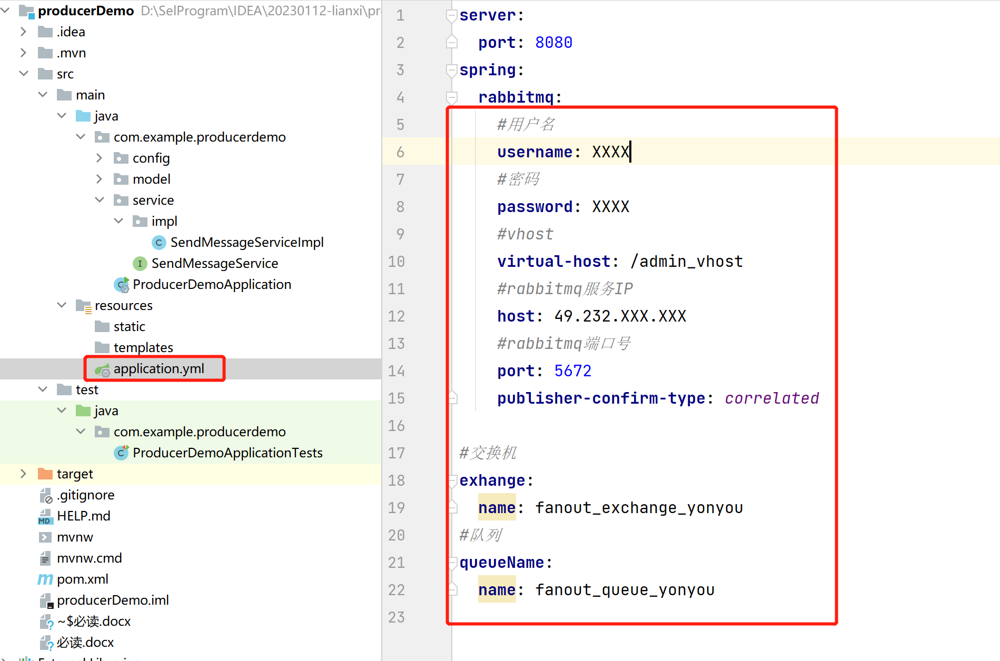 producerDemo D:\SelProgram\IDEA\20230112-lianxi\pr
.idea
.mvn
src
main
java
com.example.producerdemo
config
model
service
impl
SendMessageServiceImpl
SendMessageService
ProducerDemoApplication
resources
static
templates
application.yml
test
java
com.example.producerdemo
ProducerDemoApplicationTests
target
.gitignore
HELP.md
mvnw
mvnw.cmd
pom.xml
producerDemo.iml
~$必读.docx
必读.docx
1 server:
2 port: 8080
3 spring:
4 rabbitmq:
5 #用户名
6 username: XXXX
7 #密码
8 password: XXXX
9 #vhost
10 virtual-host: /admin_vhost
11 #rabbitmq服务IP
12 host: 49.232.XXX.XXX
13 #rabbitmq端口号
14 port: 5672
15 publisher-confirm-type: correlated
16
17 #交换机
18 exhange:
19 name: fanout_exchange_yonyou
20 #队列
21 queueName:
22 name: fanout_queue_yonyou
23